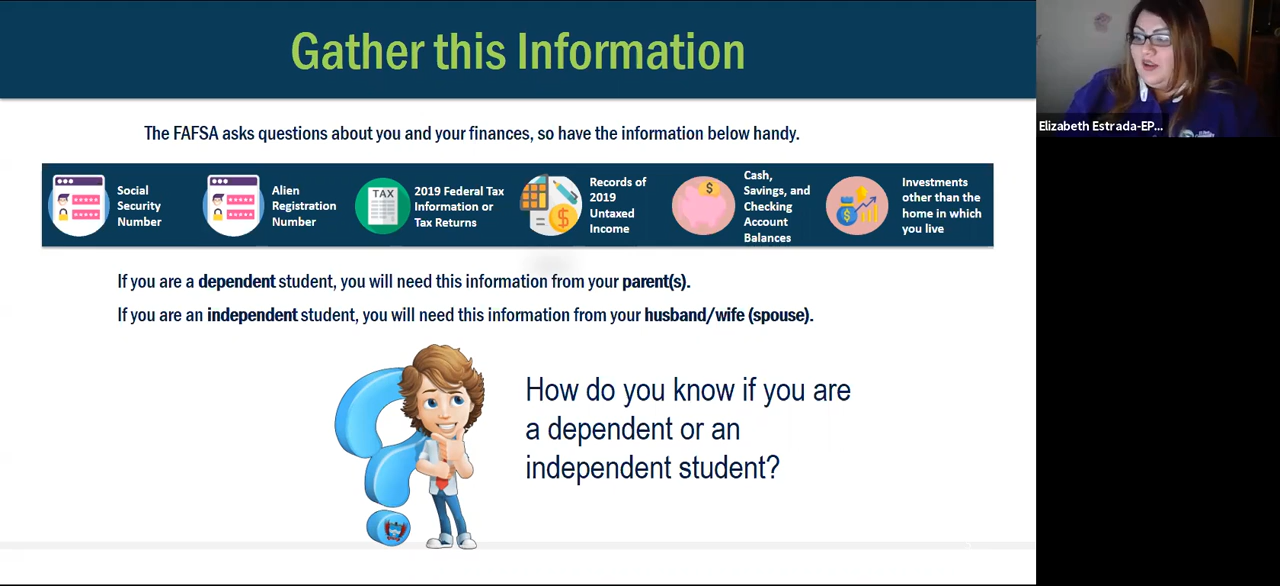 Gather this Information
The FAFSA asks questions about you and your finances, so have the information below handy.
Social
Security
Number
Alien
Registration
Number
TAX
2019 Federal Tax
Information or
Tax Returns
Records of
2019
Untaxed
Income
Cash,
Savings, and
Checking
Account
Balances
Investments
other than the
home in which
you live
If you are a dependent student, you will need this information from your parent(s).
If you are an independent student, you will need this information from your husband/wife (spouse).
How do you know if you are
a dependent or an
independent student?
Elizabeth Estrada-EP...